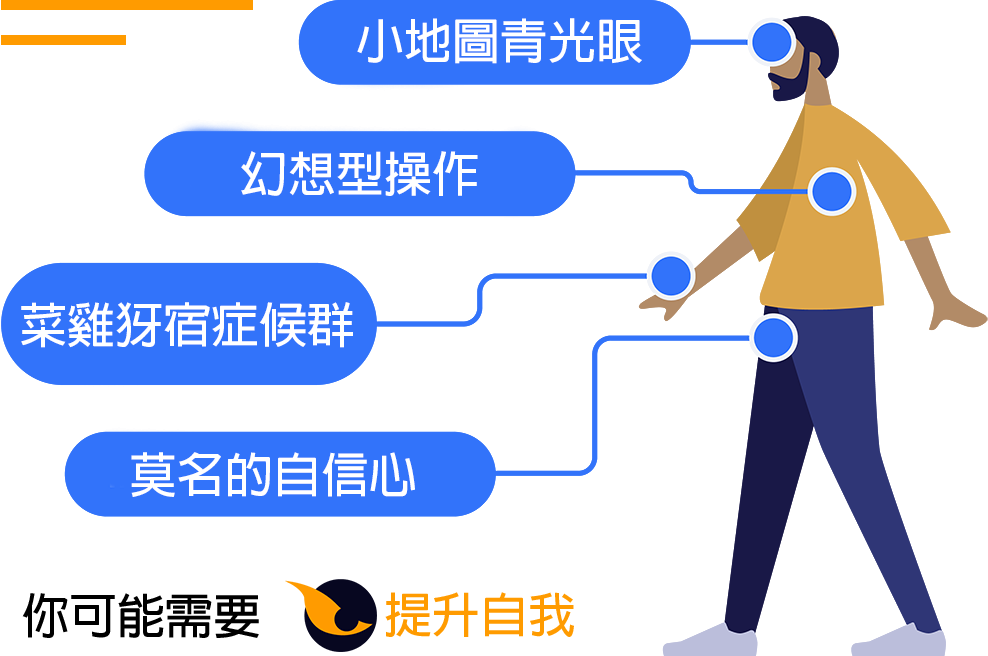 小地圖青光眼
幻想型操作
菜雞犽宿症候群
莫名的自信心
你可能需要 提升自我